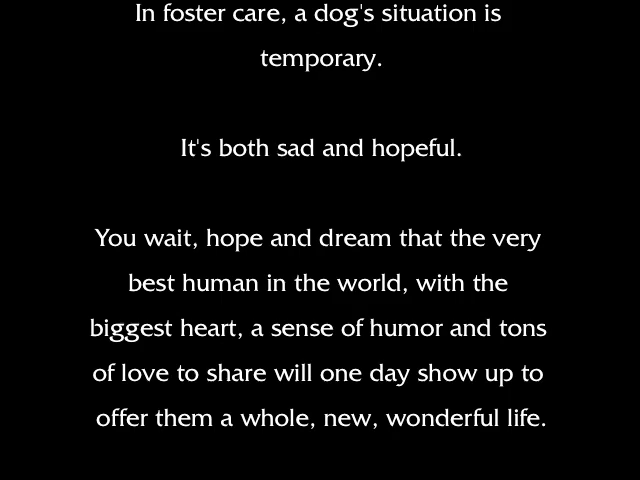 In foster care, a dog's situation is
temporary.
It's both sad and hopeful.
You wait, hope and dream that the very
best human in the world, with the
biggest heart, a sense of humor and tons
of love to share will one day show up to
offer them a whole, new, wonderful life.